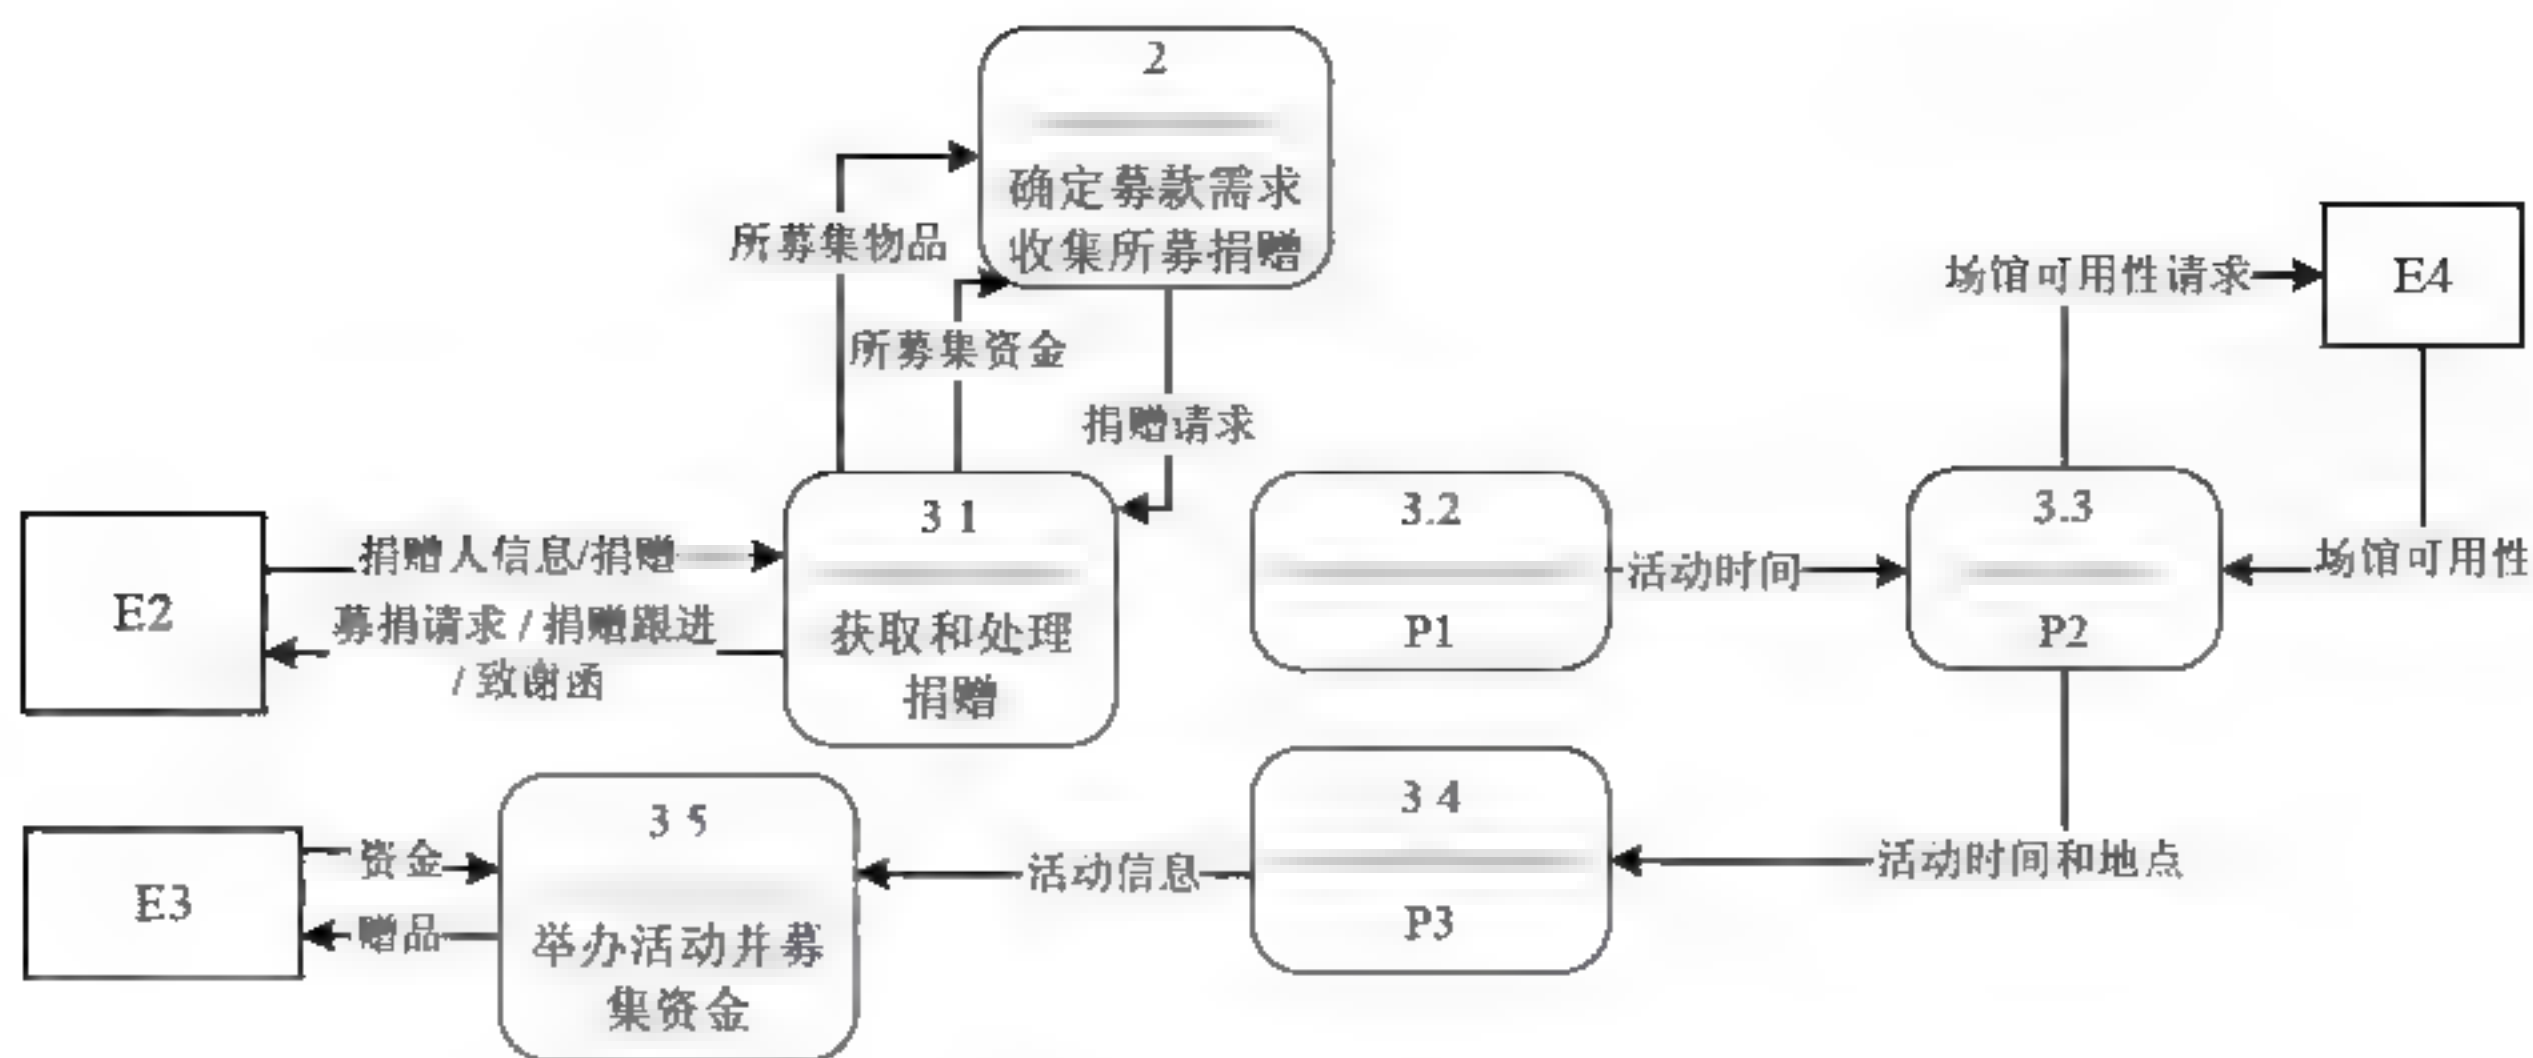 2
确定募款需求
收集所募捐赠
所募集物品
所募集资金
捐赠请求
场馆可用性请求
E4
场馆可用性
E2
捐赠人信息/捐赠
募捐请求 / 捐赠跟进
/ 致谢函
3 1
获取和处理
捐赠
3.2
P1
活动时间
3.3
P2
E3
资金
赠品
3 5
举办活动并募
集资金
活动信息
3 4
P3
活动时间和地点